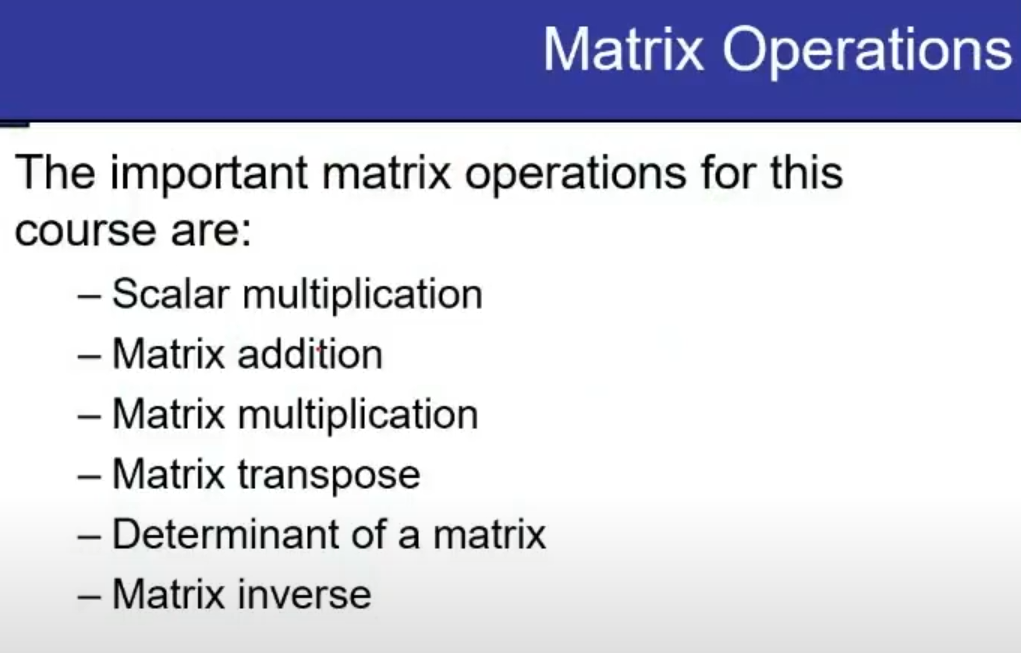 Matrix Operations
The important matrix operations for this
course are:
– Scalar multiplication
– Matrix addition
– Matrix multiplication
– Matrix transpose
– Determinant of a matrix
– Matrix inverse